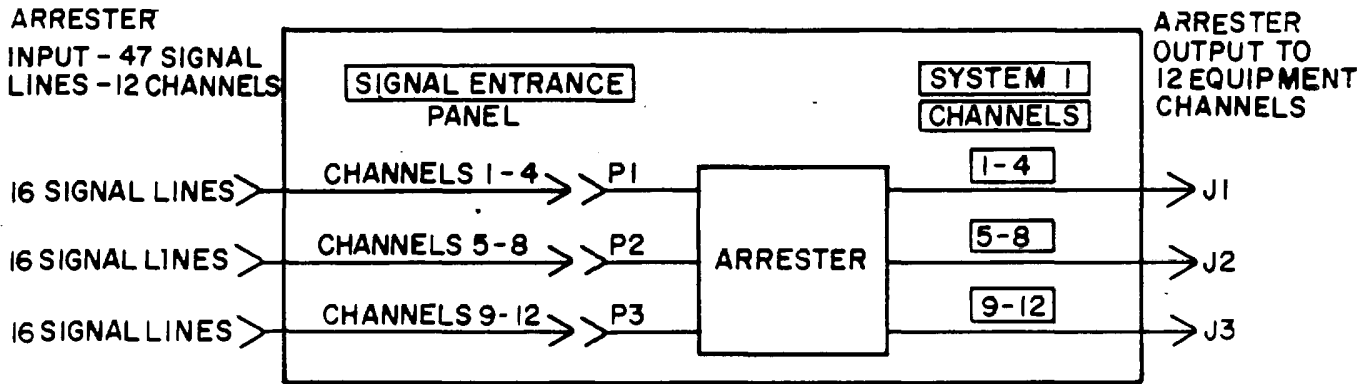 ARRESTER
INPUT - 47 SIGNAL
LINES - 12 CHANNELS
SIGNAL ENTRANCE
PANEL
SYSTEM 1
CHANNELS
ARRESTER
OUTPUT TO
12 EQUIPMENT
CHANNELS
16 SIGNAL LINES
CHANNELS 1-4
P1
1-4
J1
16 SIGNAL LINES
CHANNELS 5-8
P2
ARRESTER
5-8
J2
16 SIGNAL LINES
CHANNELS 9-12
P3
9-12
J3